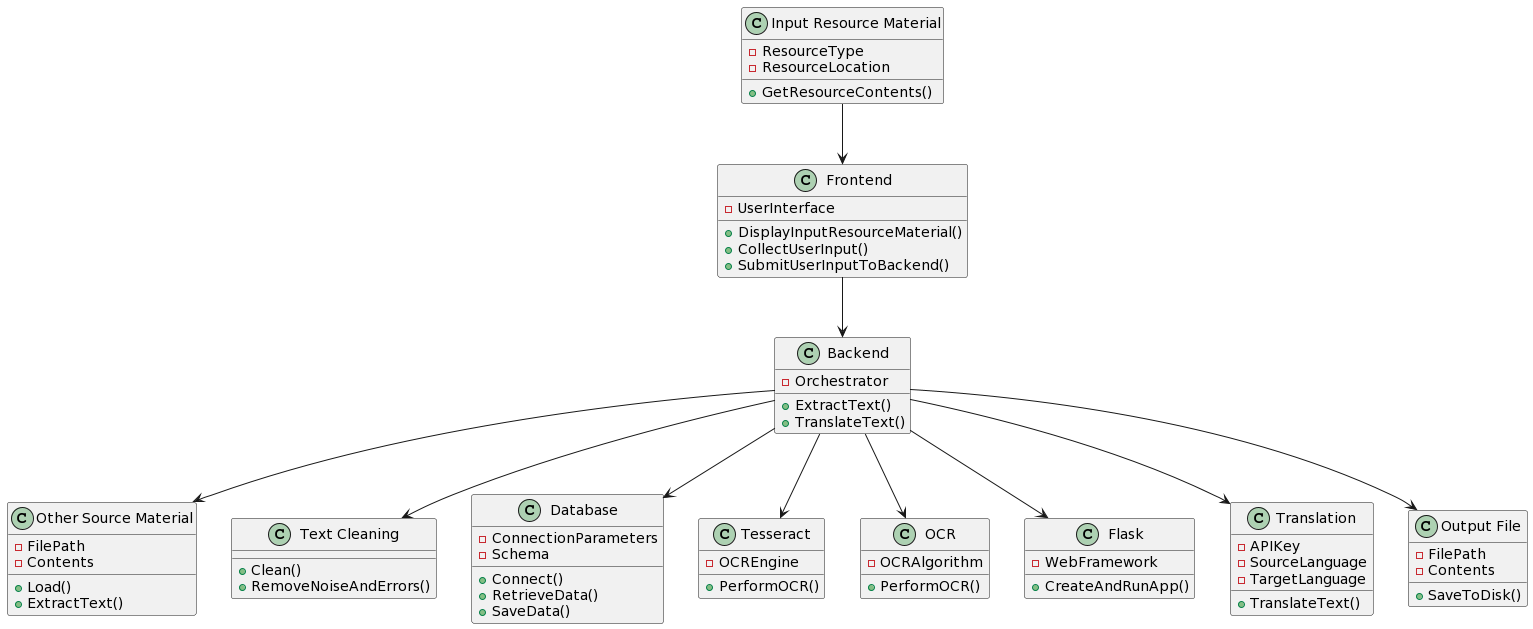 C Input Resource Material
ResourceType
ResourceLocation
GetResourceContents()
C Frontend
UserInterface
DisplayInputResourceMaterial()
CollectUserInput()
SubmitUserInputToBackend()
C Backend
Orchestrator
ExtractText()
TranslateText()
C Other Source Material
FilePath
Contents
Load()
ExtractText()
C Text Cleaning
Clean()
RemoveNoiseAndErrors()
C Database
ConnectionParameters
Schema
Connect()
RetrieveData()
SaveData()
C Tesseract
OCREngine
PerformOCR()
C OCR
OCRAlgorithm
PerformOCR()
C Flask
WebFramework
CreateAndRunApp()
C Translation
APIKey
SourceLanguage
TargetLanguage
TranslateText()
C Output File
FilePath
Contents
SaveToDisk()